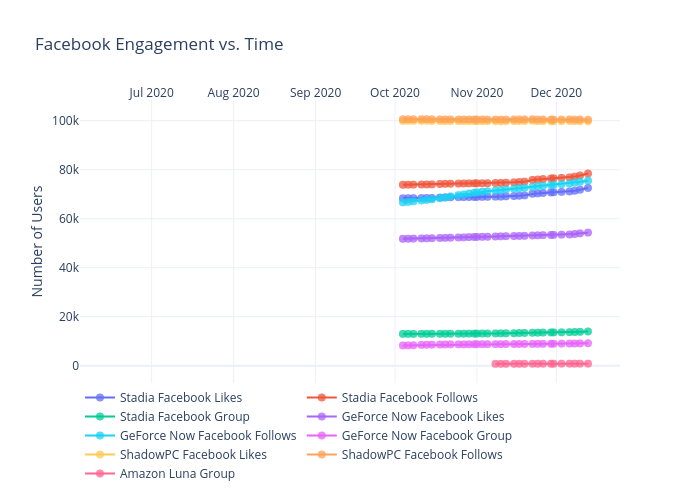 Facebook Engagement vs. Time
Jul 2020 Aug 2020 Sep 2020 Oct 2020 Nov 2020 Dec 2020
100k
80k
60k
40k
20k
0
Number of Users
Stadia Facebook Likes Stadia Facebook Follows
Stadia Facebook Group GeForce Now Facebook Likes
GeForce Now Facebook Follows GeForce Now Facebook Group
ShadowPC Facebook Likes ShadowPC Facebook Follows
Amazon Luna Group